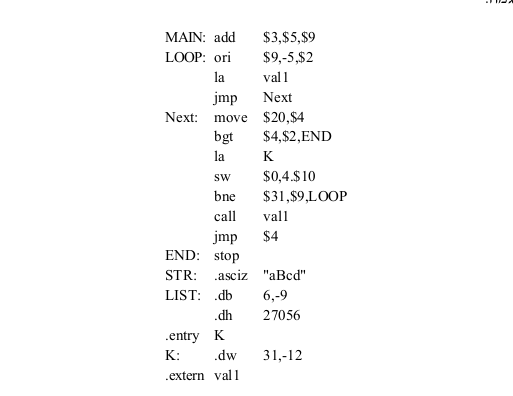 MAIN: add $3,$5,$9
LOOP: ori $9,-5,$2
la val1
jmp Next
Next: move $20,$4
bgt $4,$2,END
la K
sw $0,4.$10
bne $31,$9,LOOP
call val1
jmp $4
END: stop
STR: .asciz "aBcd"
LIST: .db 6,-9
.dh 27056
.entry K
K: .dw 31,-12
.extern val1